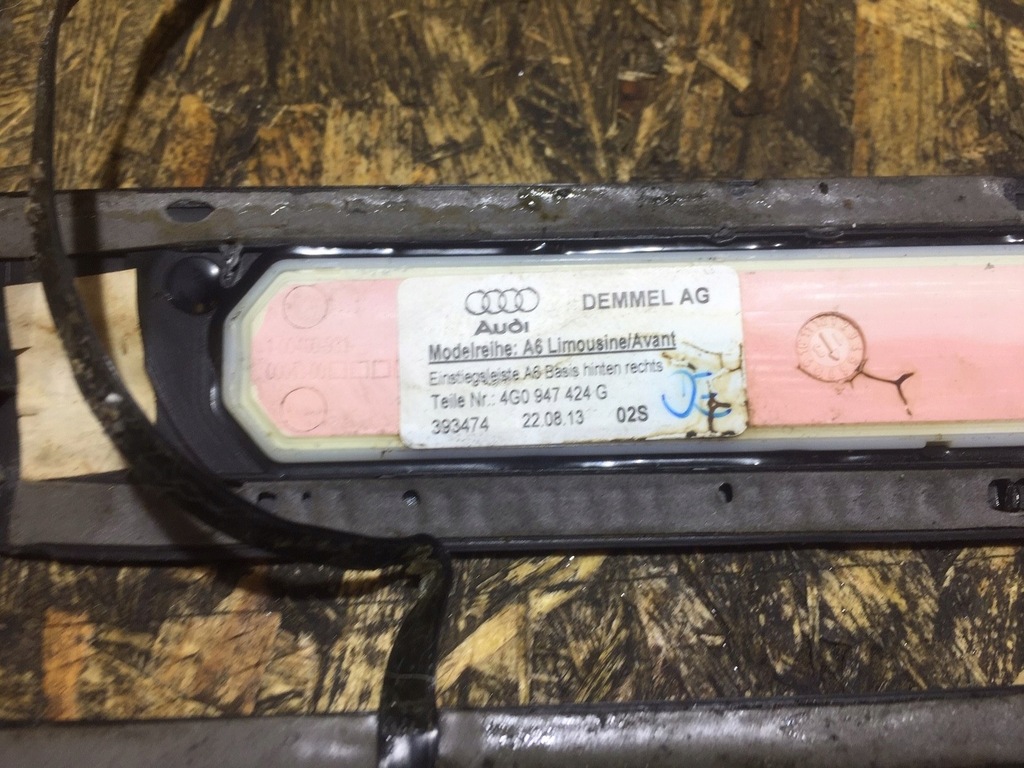 DEMMEL AG
Audi
Modelreihe: A6 Limousine/Avant
Einstiegsleiste A6 Basis hinten rechts
Teile Nr.: 4G0 947 424 G
393474 22.08.13 02S